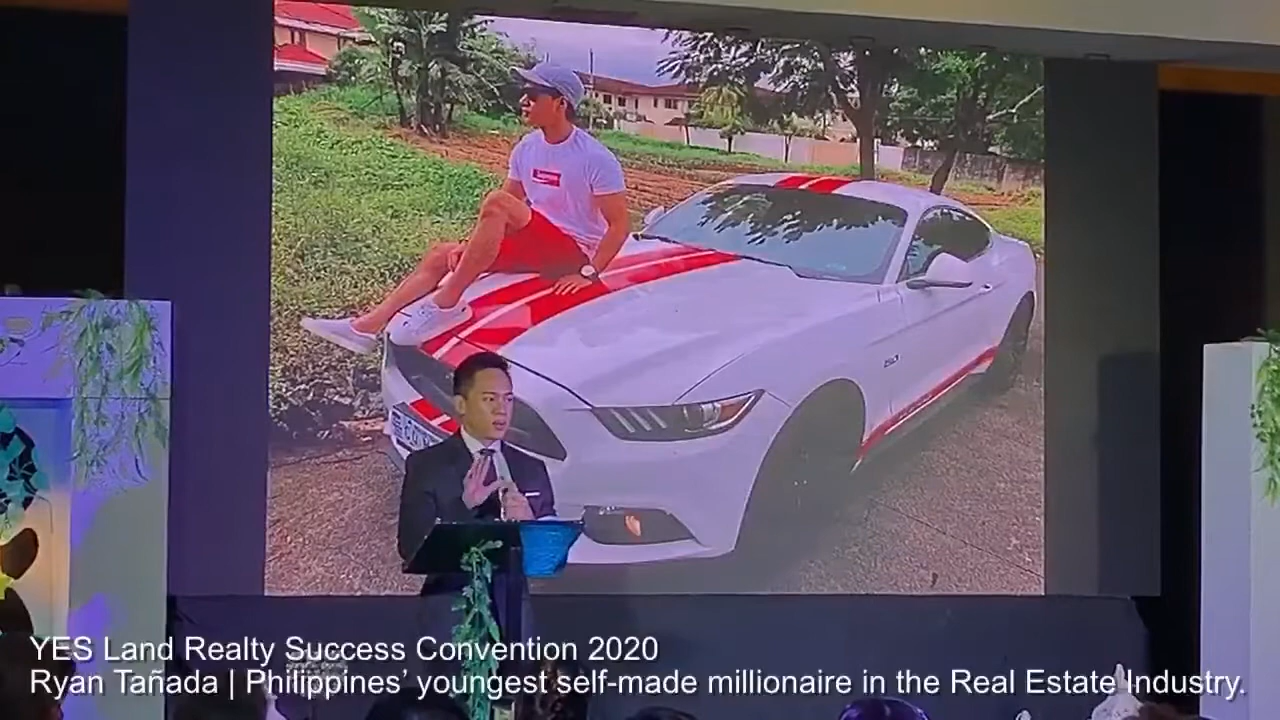 YES Land Realty Success Convention 2020
Ryan Tañada | Philippines’ youngest self-made millionaire in the Real Estate Industry.